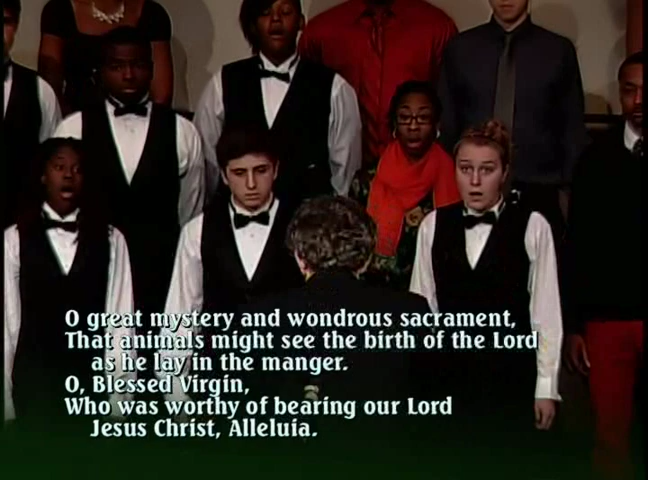 O great mystery and wondrous sacrament,
That animals might see the birth of the Lord
as he lay in the manger.
O, Blessed Virgin,
Who was worthy of bearing our Lord
Jesus Christ, Alleluia.